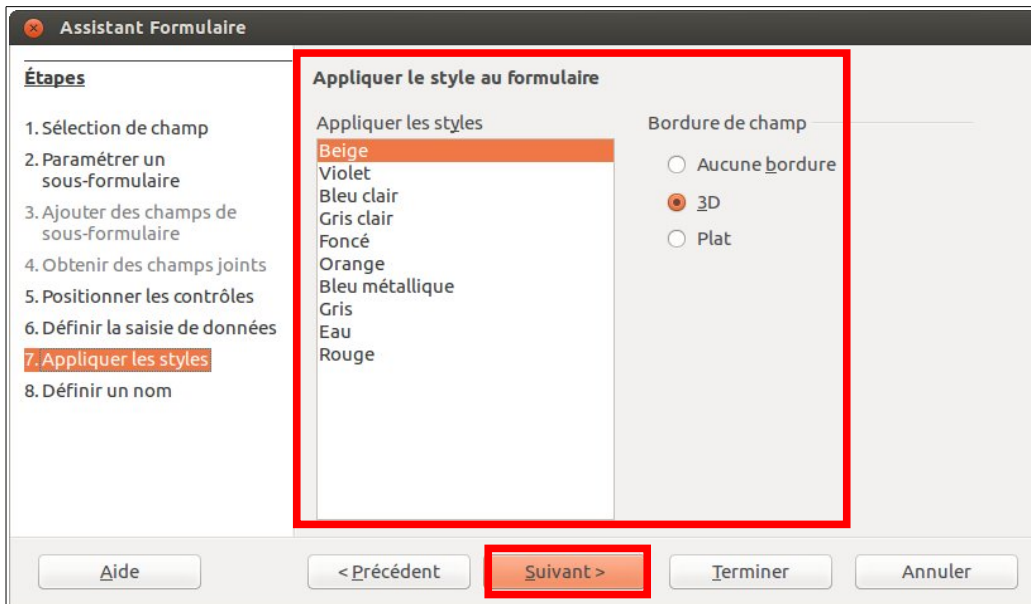 Assistant Formulaire
Étapes
1. Sélection de champ
2. Paramétrer un
sous-formulaire
3. Ajouter des champs de
sous-formulaire
4. Obtenir des champs joints
5. Positionner les contrôles
6. Définir la saisie de données
7. Appliquer les styles
8. Définir un nom
Appliquer le style au formulaire
Appliquer les styles
Beige
Violet
Bleu clair
Gris clair
Foncé
Orange
Bleu métallique
Gris
Eau
Rouge
Bordure de champ
Aucune bordure
3D
Plat
Aide
< Précédent
Suivant >
Terminer
Annuler